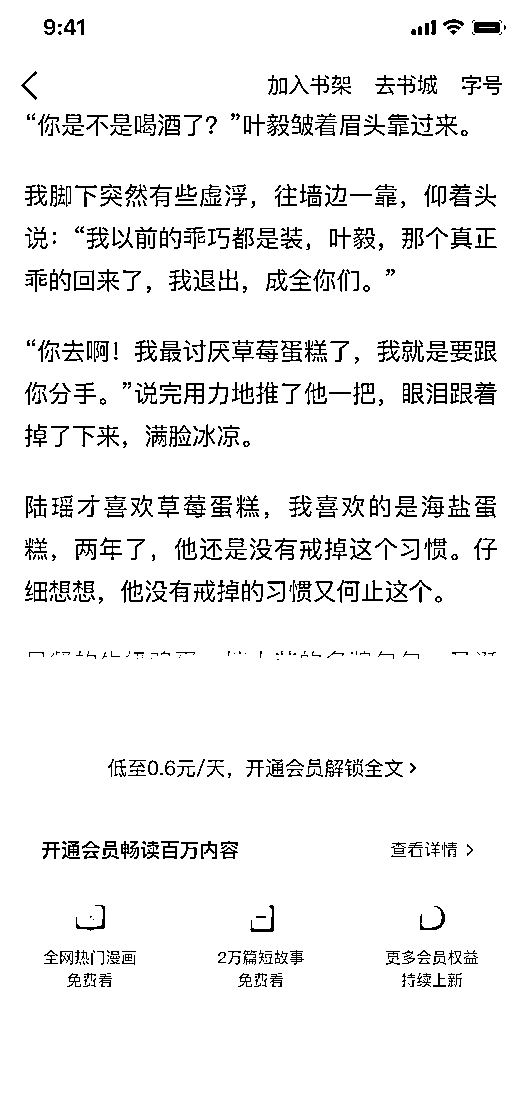 9:41
加入书架 去书城 字号
“你是不是喝酒了？”叶毅皱着眉头靠过来。
我脚下突然有些虚浮，往墙边一靠，仰着头
说：“我以前的乖巧都是装，叶毅，那个真正
乖的回来了，我退出，成全你们。”
“你去啊！我最讨厌草莓蛋糕了，我就是要跟
你分手。”说完用力地推了他一把，眼泪跟着
掉了下来，满脸冰凉。
陆瑶才喜欢草莓蛋糕，我喜欢的是海盐蛋
糕，两年了，他还是没有戒掉这个习惯。仔
细想想，他没有戒掉的习惯又何止这个。
低至0.6元/天，开通会员解锁全文
开通会员畅读百万内容 查看详情
全网热门漫画 2万篇短故事 更多会员权益
免费看 免费看 持续上新